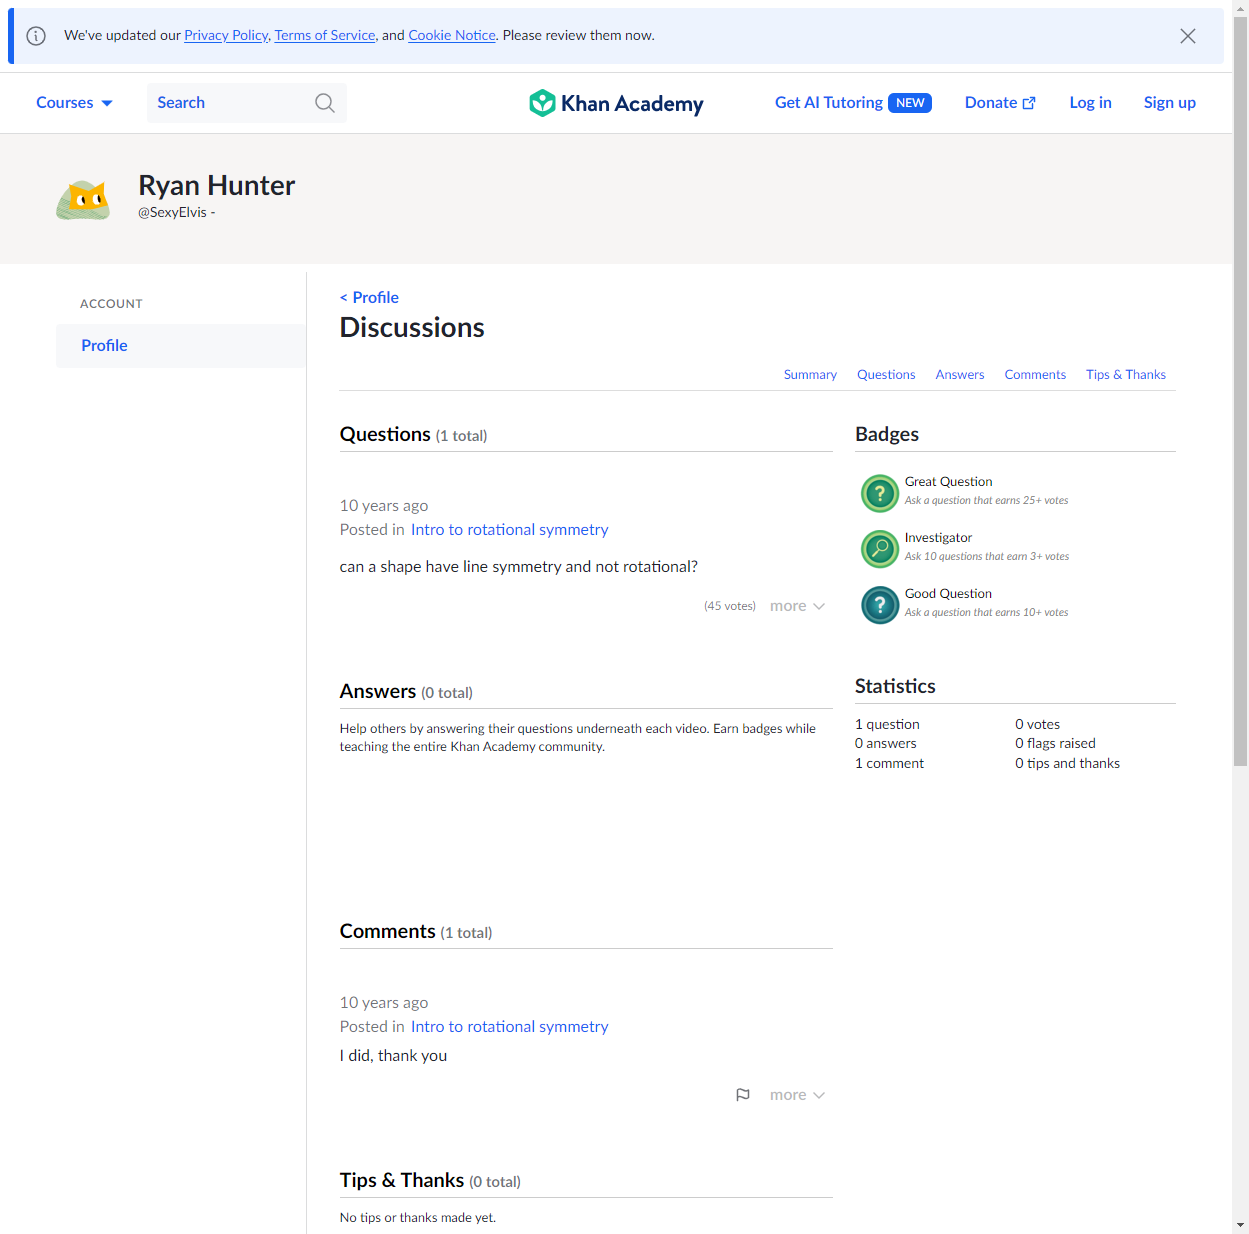 We've updated our Privacy Policy, Terms of Service, and Cookie Notice. Please review them now.
Courses
Search
Khan Academy
Get AI Tutoring NEW
Donate
Log in
Sign up
Ryan Hunter
@SexyElvis -
ACCOUNT
Profile
< Profile
Discussions
Summary Questions Answers Comments Tips & Thanks
Questions (1 total)
10 years ago
Posted in Intro to rotational symmetry
can a shape have line symmetry and not rotational?
(45 votes) more
Answers (0 total)
Help others by answering their questions underneath each video. Earn badges while
teaching the entire Khan Academy community.
Comments (1 total)
10 years ago
Posted in Intro to rotational symmetry
I did, thank you
more
Tips & Thanks (0 total)
No tips or thanks made yet.
Badges
?
Great Question
Ask a question that earns 25+ votes
Investigator
Ask 10 questions that earn 3+ votes
?
Good Question
Ask a question that earns 10+ votes
Statistics
1 question 0 votes
0 answers 0 flags raised
1 comment 0 tips and thanks